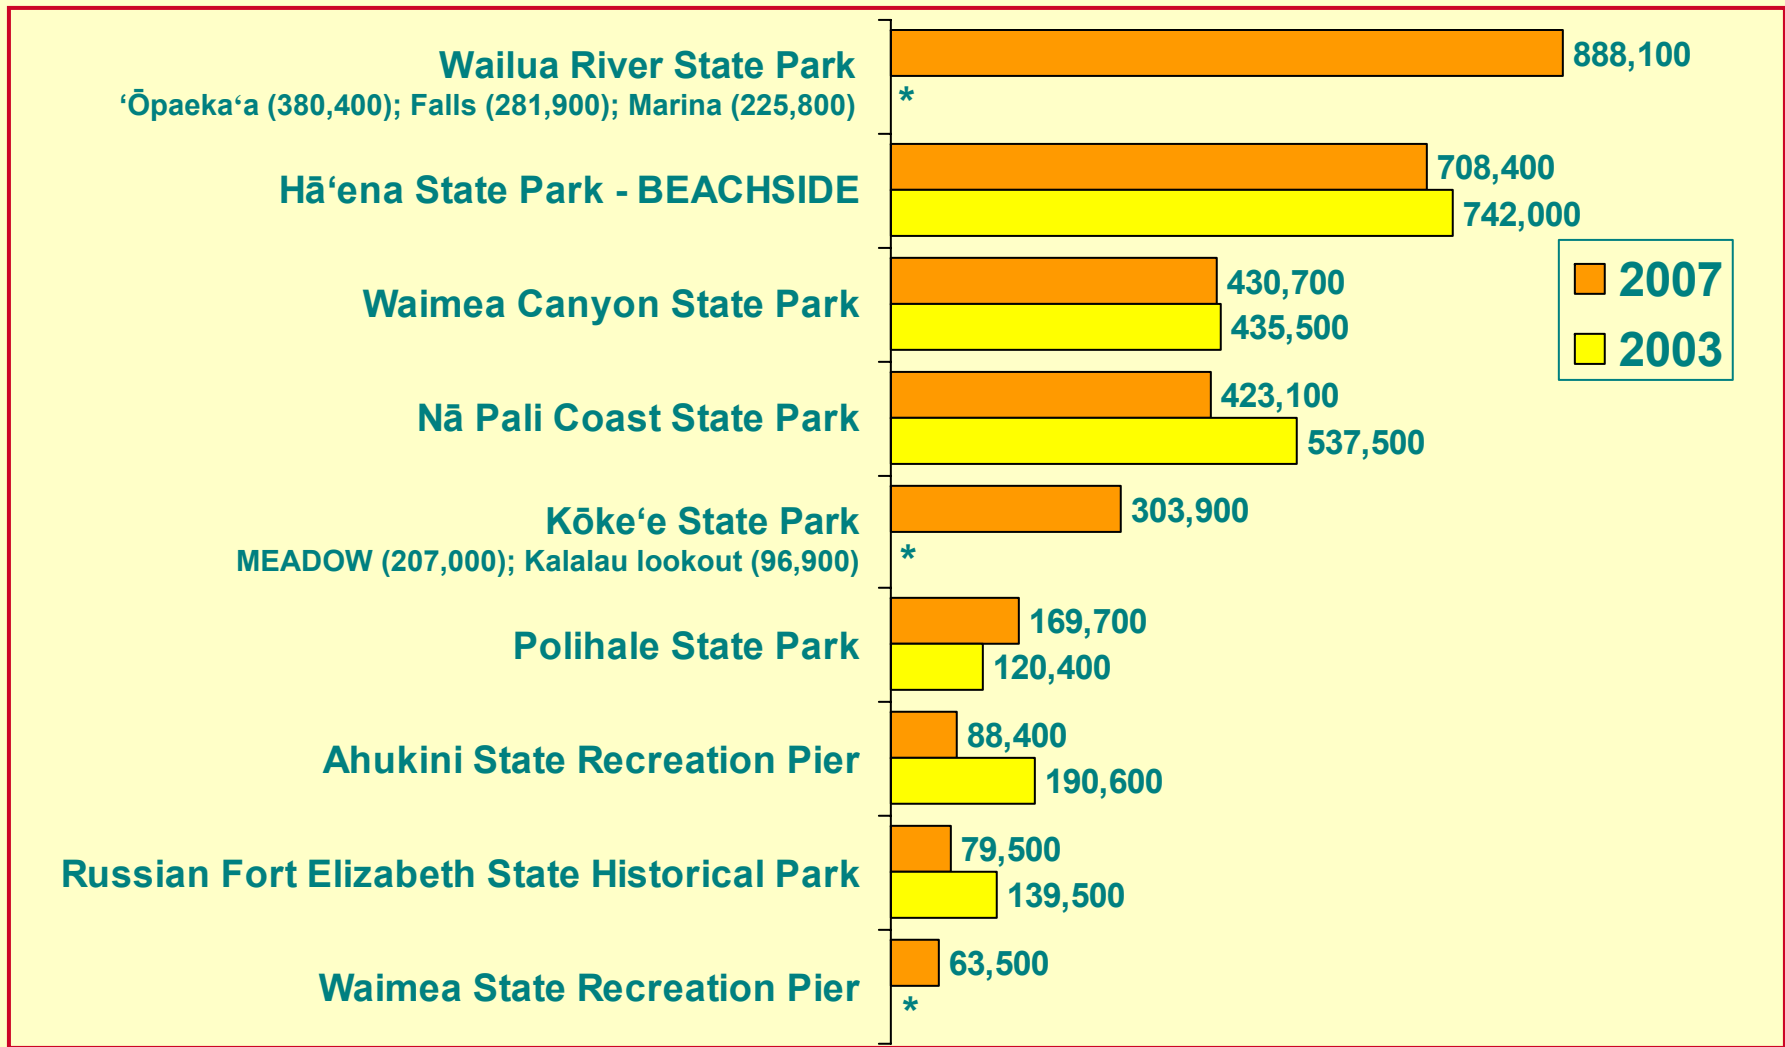 Wailua River State Park
ʻŌpaekaʻa (380,400); Falls (281,900); Marina (225,800)
888,100
*
Hāʻena State Park - BEACHSIDE
708,400
742,000
Waimea Canyon State Park
430,700
435,500
Nā Pali Coast State Park
423,100
537,500
Kōkeʻe State Park
MEADOW (207,000); Kalalau lookout (96,900)
303,900
*
Polihale State Park
169,700
120,400
Ahukini State Recreation Pier
88,400
190,600
Russian Fort Elizabeth State Historical Park
79,500
139,500
Waimea State Recreation Pier
63,500
*
2007
2003